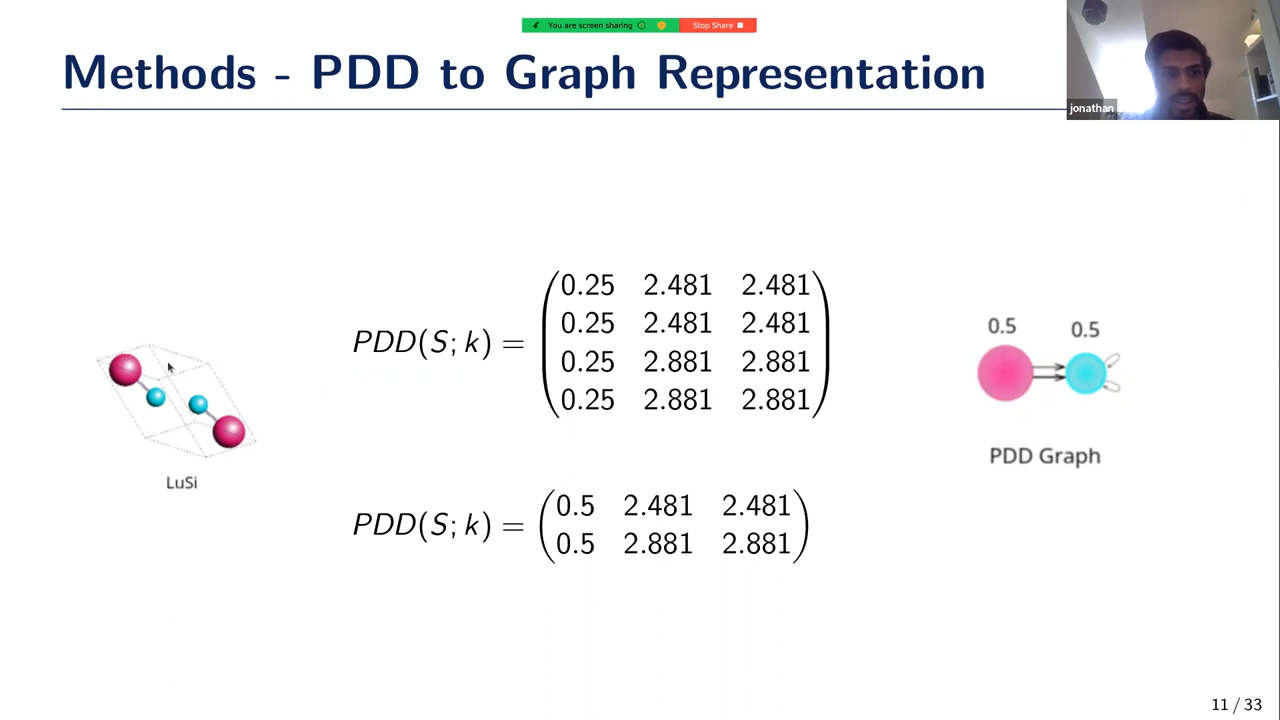 You are screen sharing
Stop Share
Methods - PDD to Graph Representation
jonathan
PDD(S; k) =
0.25 2.481 2.481
0.25 2.481 2.481
0.25 2.881 2.881
0.25 2.881 2.881
LuSi
0.5 0.5
PDD Graph
PDD(S; k) =
0.5 2.481 2.481
0.5 2.881 2.881
11 / 33